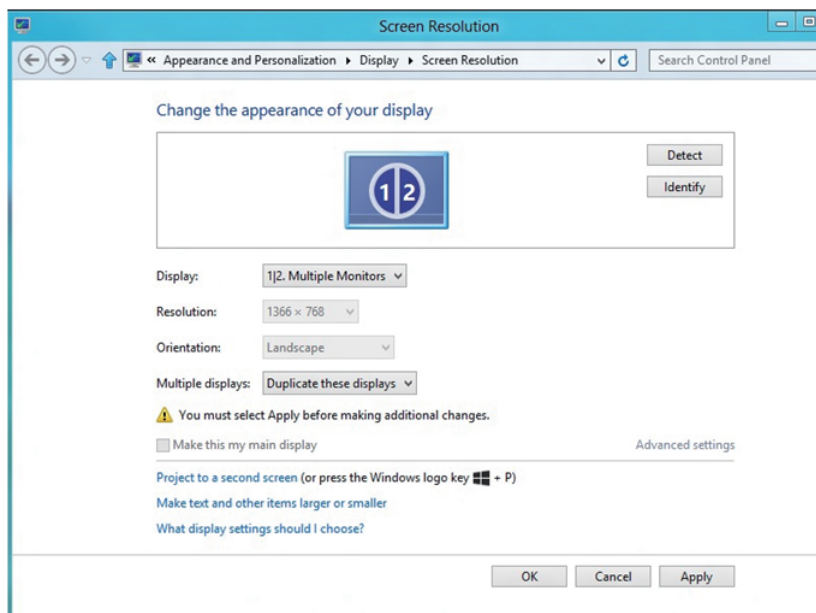 Screen Resolution
« Appearance and Personalization ▸ Display ▸ Screen Resolution Search Control Panel
Change the appearance of your display
Detect
1|2
Identify
Display: 1|2. Multiple Monitors
Resolution: 1366 × 768
Orientation: Landscape
Multiple displays: Duplicate these displays
You must select Apply before making additional changes.
Make this my main display Advanced settings
Project to a second screen (or press the Windows logo key + P)
Make text and other items larger or smaller
What display settings should I choose?
OK Cancel Apply